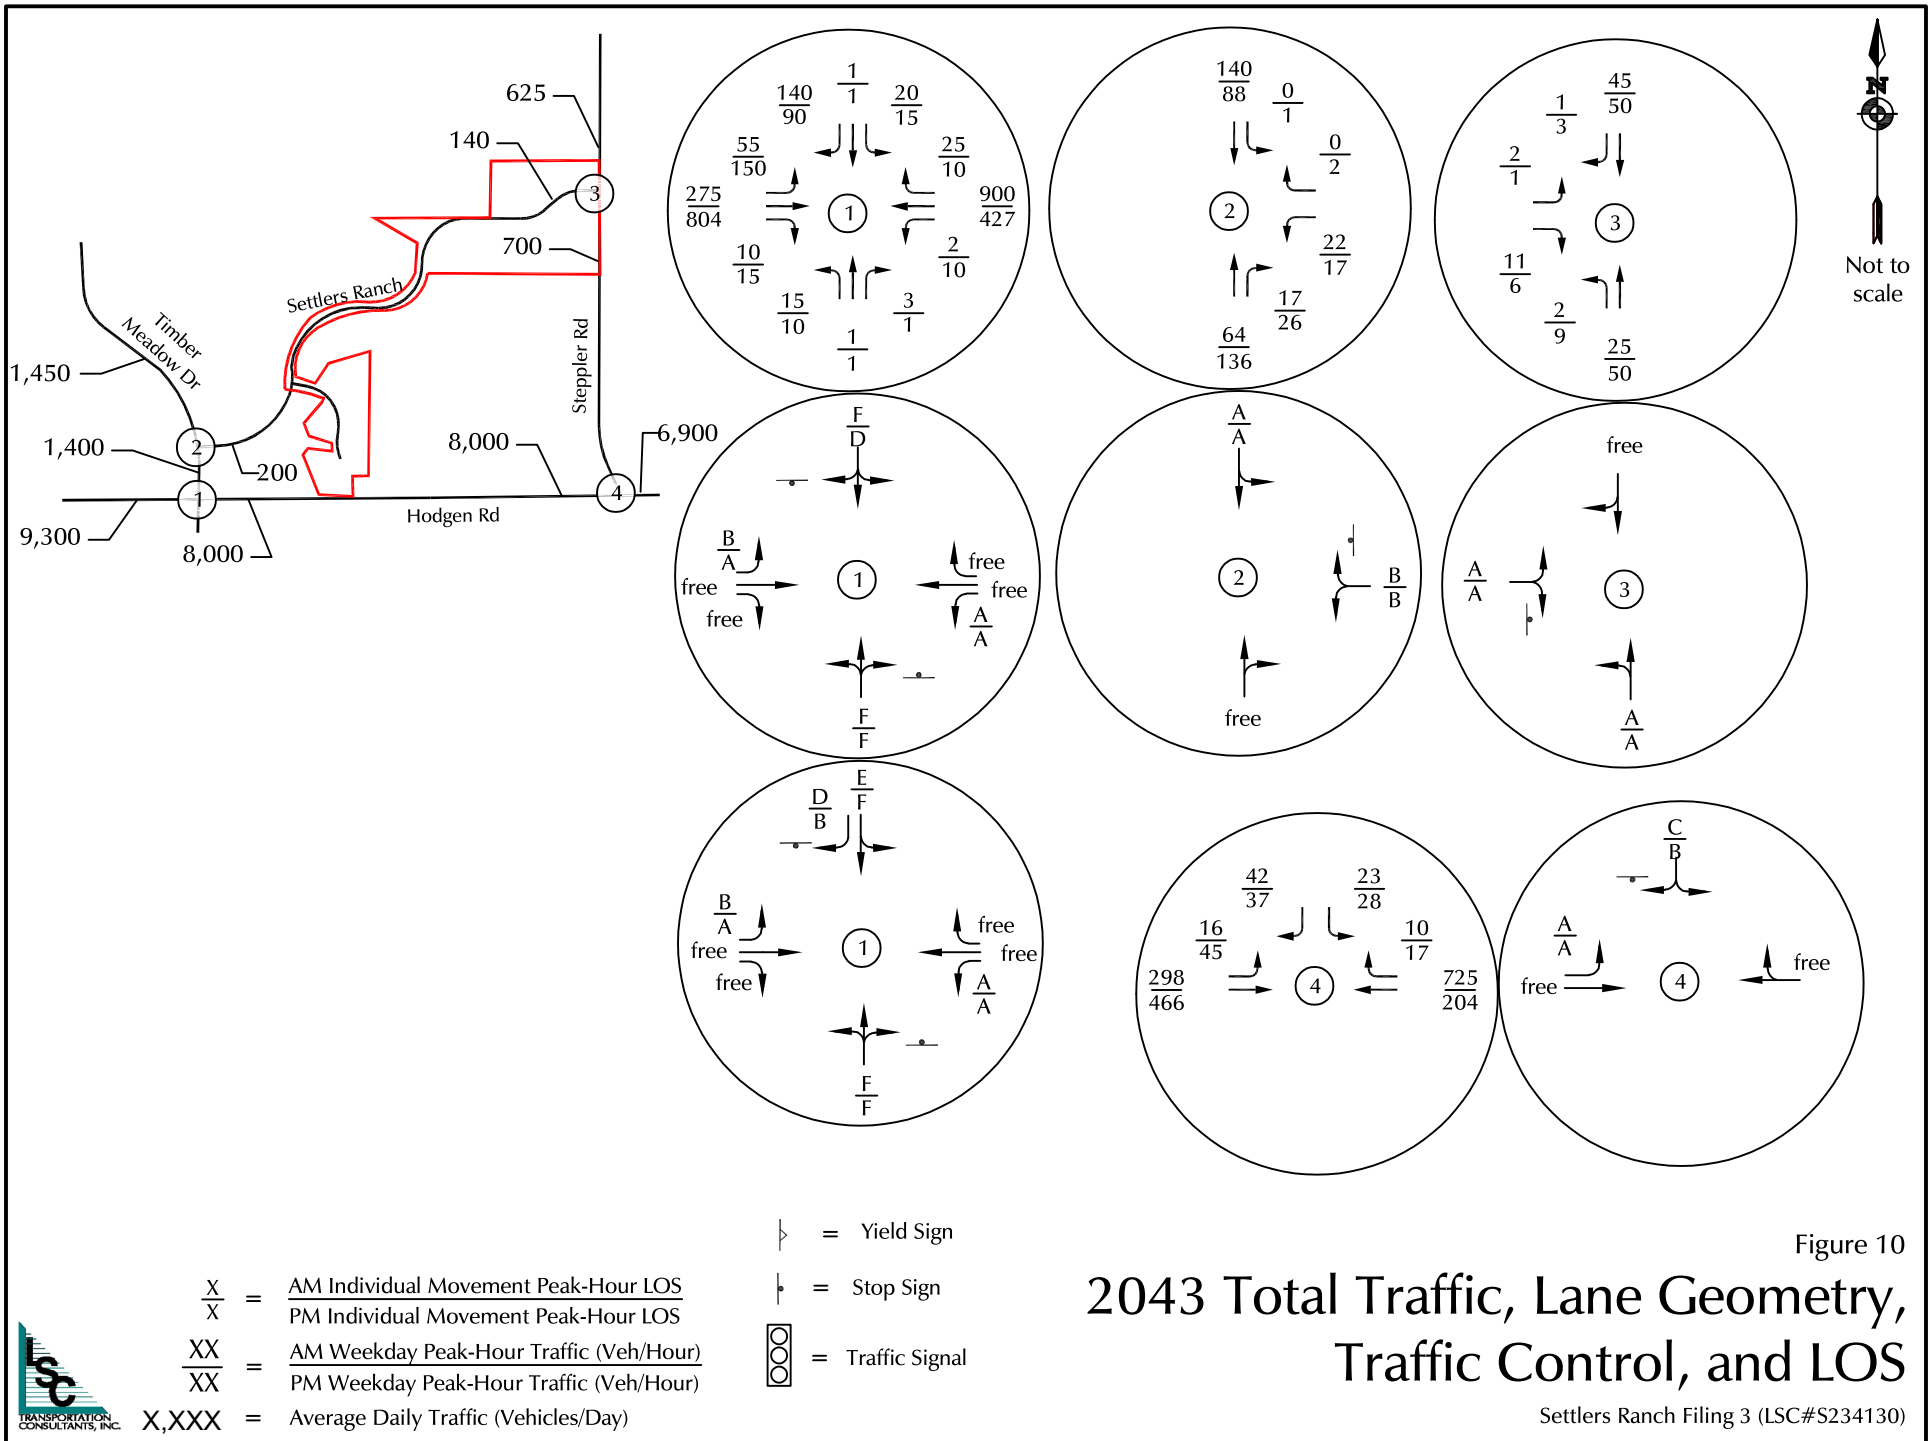 625
140
3
700
Settlers Ranch
Timber
Meadow Dr
Steppler Rd
1,450
2
1,400
200
1
8,000
6,900
4
Hodgen Rd
9,300
8,000
1
1
140
90
20
15
55
150
25
10
275
804
1
900
427
10
15
2
10
15
10
3
1
1
1
140
88
0
1
0
2
2
22
17
17
26
64
136
45
50
1
3
2
1
3
11
6
2
9
25
50
N
Not to
scale
F
D
B
A
free
free
1
free
free
A
A
F
F
A
A
2
B
B
free
free
A
A
3
A
A
E
F
D
B
B
A
free
free
1
free
free
A
A
F
F
42
37
23
28
16
45
10
17
298
466
4
725
204
C
B
A
A
free
4
free
X
X
=
AM Individual Movement Peak-Hour LOS
PM Individual Movement Peak-Hour LOS
XX
XX
=
AM Weekday Peak-Hour Traffic (Veh/Hour)
PM Weekday Peak-Hour Traffic (Veh/Hour)
X,XXX = Average Daily Traffic (Vehicles/Day)
= Yield Sign
= Stop Sign
= Traffic Signal
LSC
TRANSPORTATION
CONSULTANTS, INC.
Figure 10
2043 Total Traffic, Lane Geometry,
Traffic Control, and LOS
Settlers Ranch Filing 3 (LSC#S234130)